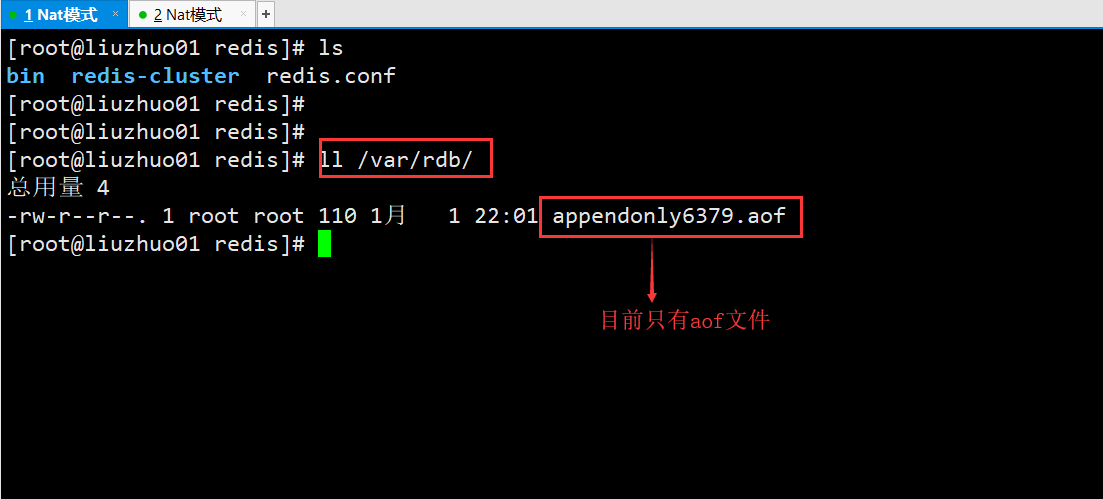 1 Nat模式 × 2 Nat模式 × +
[root@liuzhuo01 redis]# ls
bin redis-cluster redis.conf
[root@liuzhuo01 redis]#
[root@liuzhuo01 redis]#
[root@liuzhuo01 redis]# ll /var/rdb/
总用量 4
-rw-r--r--. 1 root root 110 1月 1 22:01 appendonly6379.aof
[root@liuzhuo01 redis]#
目前只有aof文件